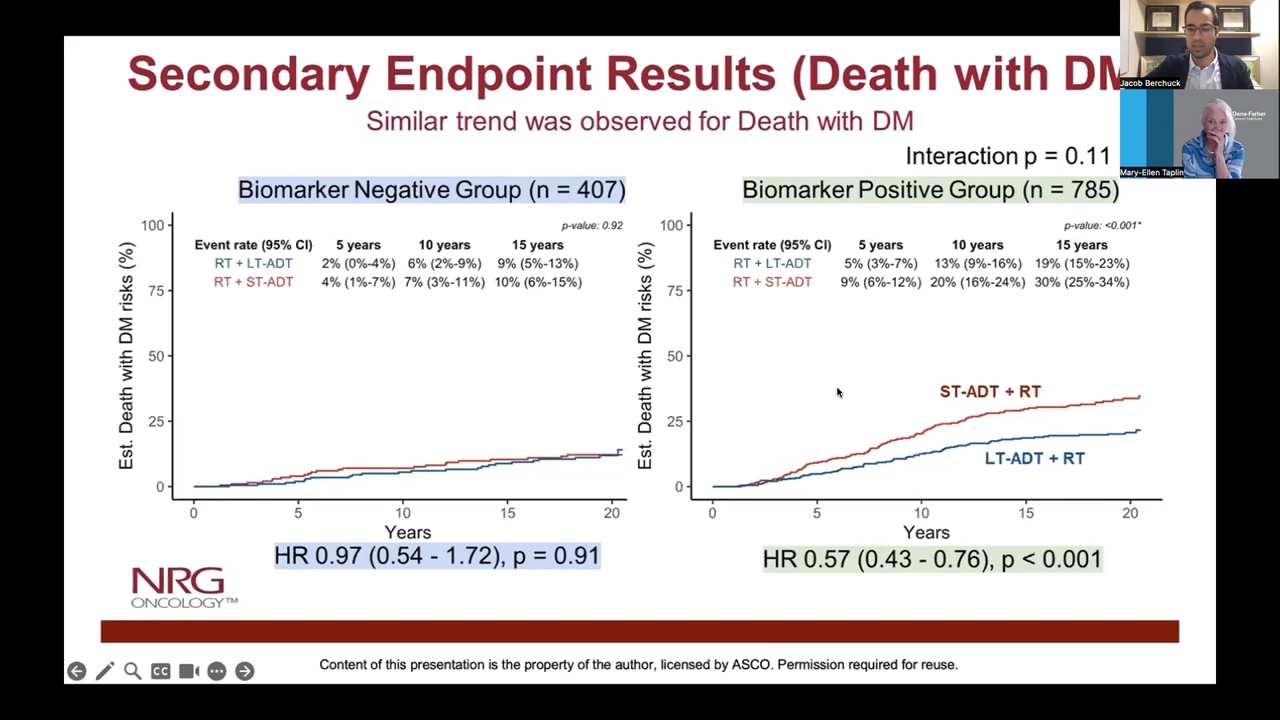 Secondary Endpoint Results (Death with DM
Similar trend was observed for Death with DM
Interaction p = 0.11
Jacob Berchuck
Dana-Farber
Mary-Ellen Taplin
Biomarker Negative Group (n = 407)
p-value: 0.92
Event rate (95% CI) 5 years 10 years 15 years
RT + LT-ADT 2% (0%-4%) 6% (2%-9%) 9% (5%-13%)
RT + ST-ADT 4% (1%-7%) 7% (3%-11%) 10% (6%-15%)
Est. Death with DM risks (%)
100
75
50
25
0
0 5 10 15 20
Years
HR 0.97 (0.54 - 1.72), p = 0.91
Biomarker Positive Group (n = 785)
p-value: <0.001*
Event rate (95% CI) 5 years 10 years 15 years
RT + LT-ADT 5% (3%-7%) 13% (9%-16%) 19% (15%-23%)
RT + ST-ADT 9% (6%-12%) 20% (16%-24%) 30% (25%-34%)
Est. Death with DM risks (%)
100
75
50
25
0
ST-ADT + RT
LT-ADT + RT
0 5 10 15 20
Years
HR 0.57 (0.43 - 0.76), p < 0.001
NRG
ONCOLOGY™
CC
Content of this presentation is the property of the author, licensed by ASCO. Permission required for reuse.